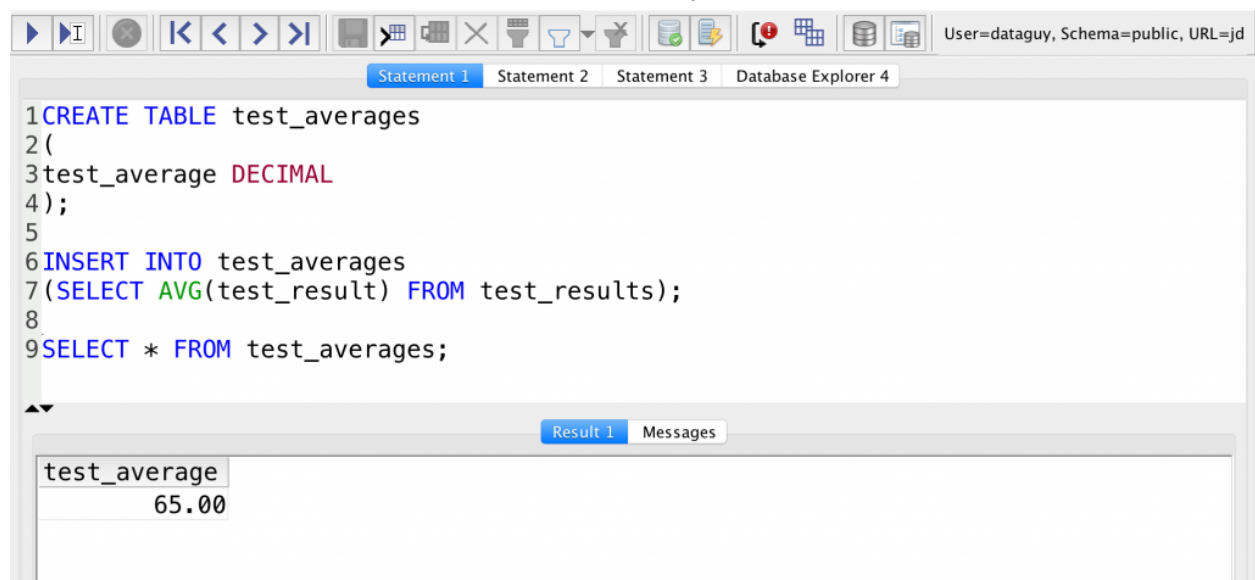 User=dataguy, Schema=public, URL=jd
Statement 1 Statement 2 Statement 3 Database Explorer 4
1CREATE TABLE test_averages
2(
3test_average DECIMAL
4);
5
6INSERT INTO test_averages
7(SELECT AVG(test_result) FROM test_results);
8
9SELECT * FROM test_averages;
Result 1 Messages
test_average
65.00